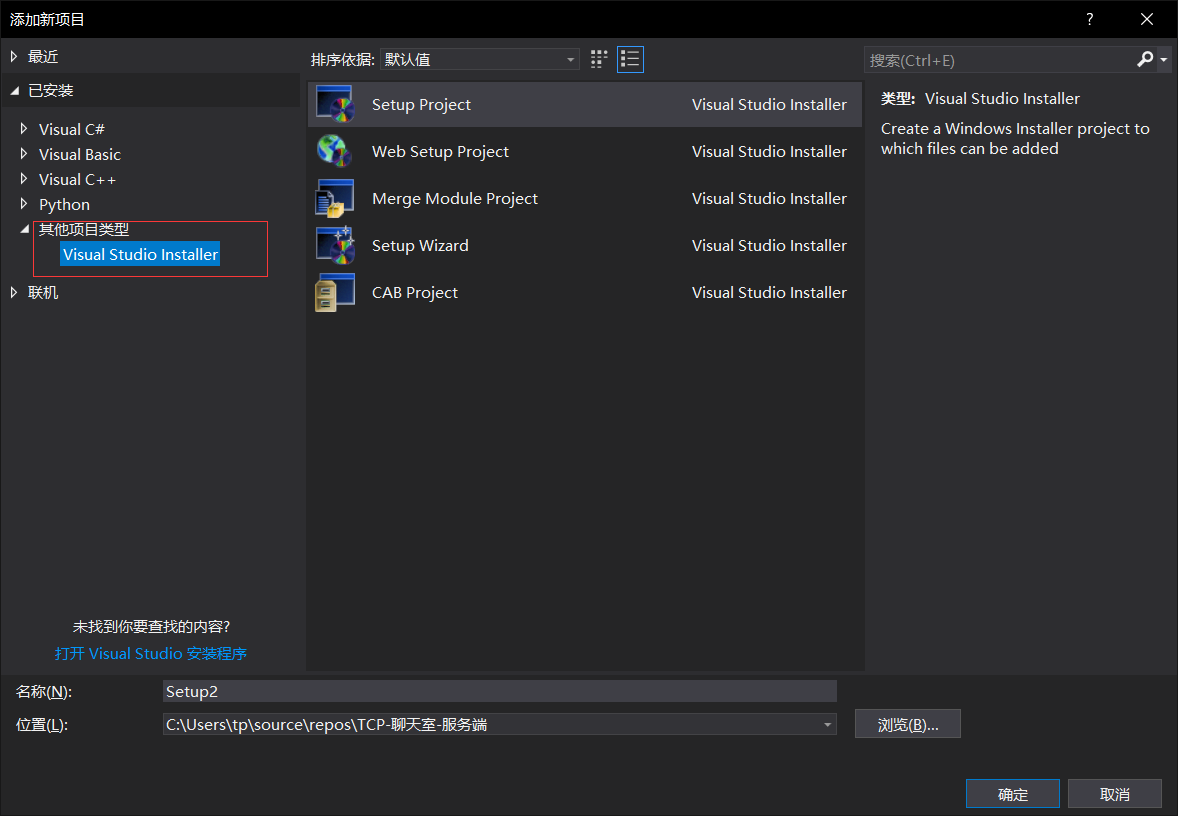 添加新项目
?
最近
已安装
Visual C#
Visual Basic
Visual C++
Python
其他项目类型
Visual Studio Installer
联机
未找到你要查找的内容?
打开 Visual Studio 安装程序
排序依据: 默认值
Setup Project Visual Studio Installer
Web Setup Project Visual Studio Installer
Merge Module Project Visual Studio Installer
Setup Wizard Visual Studio Installer
CAB Project Visual Studio Installer
搜索(Ctrl+E)
类型: Visual Studio Installer
Create a Windows Installer project to
which files can be added
名称(N): Setup2
位置(L): C:\Users\tp\source\repos\TCP-聊天室-服务端
浏览(B)...
确定 取消